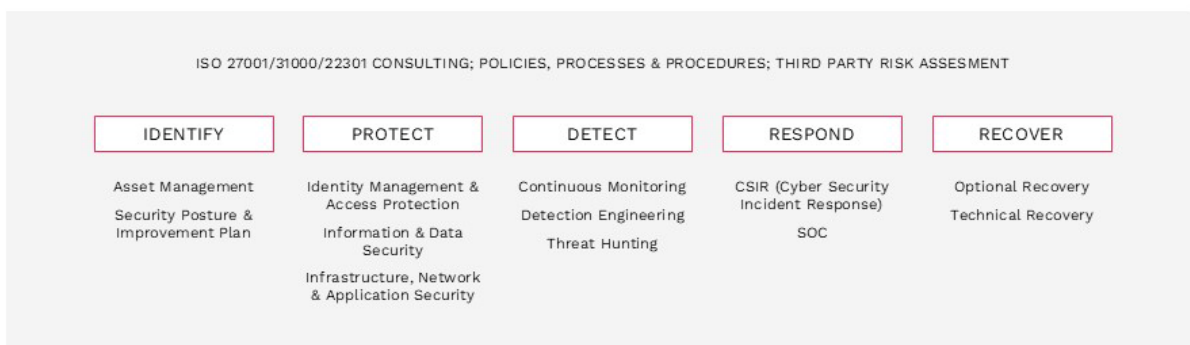 ISO 27001/31000/22301 CONSULTING; POLICIES, PROCESSES & PROCEDURES; THIRD PARTY RISK ASSESMENT
IDENTIFY
Asset Management
Security Posture &
Improvement Plan
PROTECT
Identity Management &
Access Protection
Information & Data
Security
Infrastructure, Network
& Application Security
DETECT
Continuous Monitoring
Detection Engineering
Threat Hunting
RESPOND
CSIR (Cyber Security
Incident Response)
SOC
RECOVER
Optional Recovery
Technical Recovery